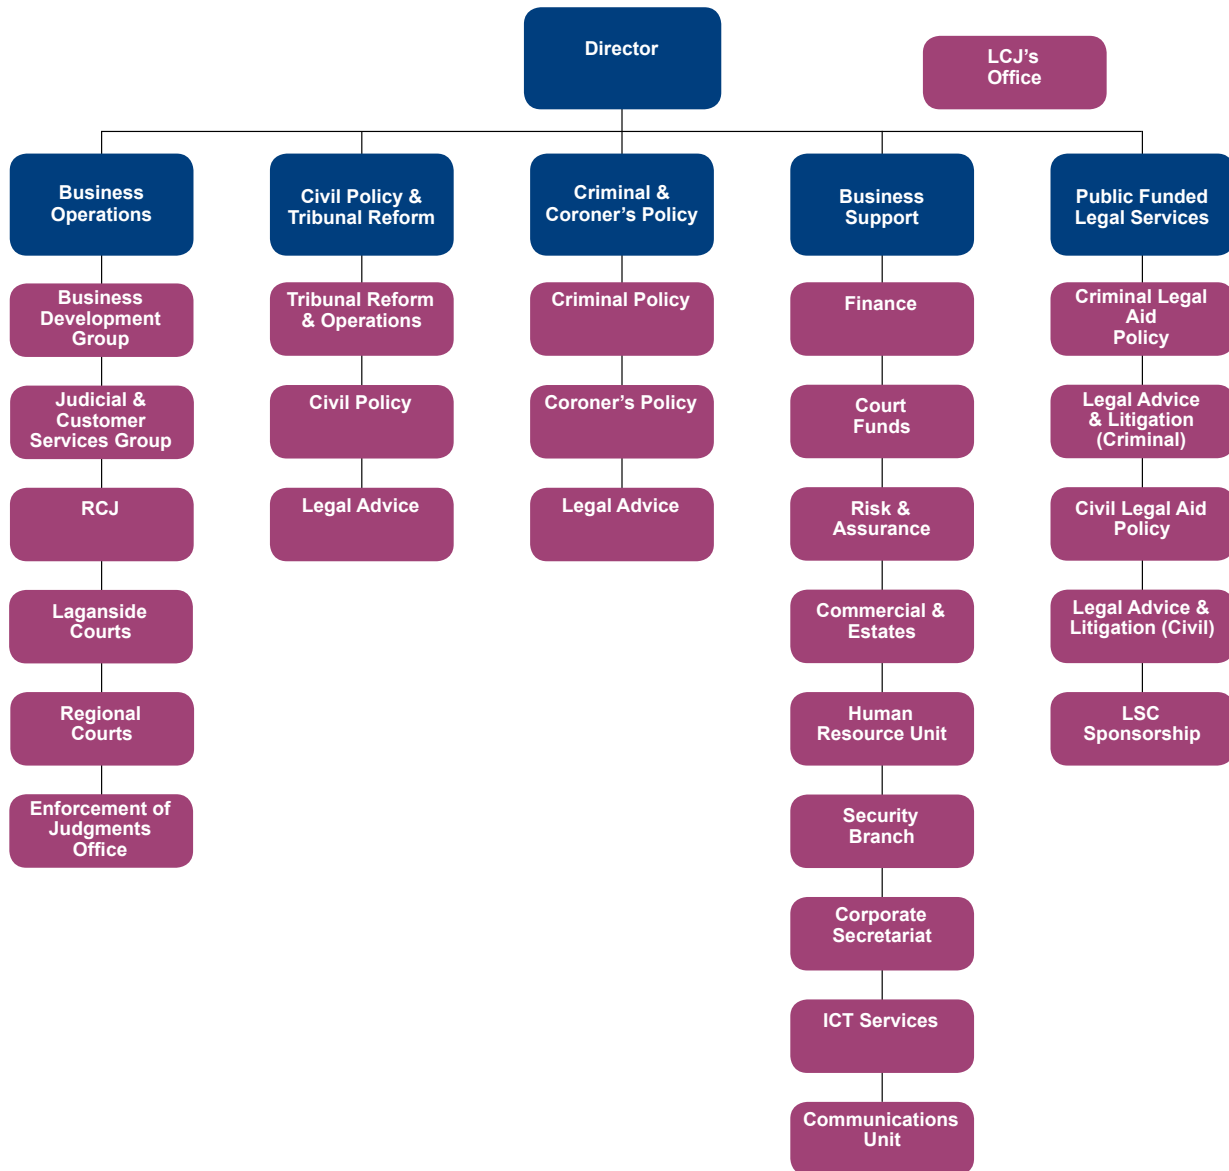 Director
LCJ's
Office
Business
Operations
Civil Policy &
Tribunal Reform
Criminal &
Coroner's Policy
Business
Support
Public Funded
Legal Services
Business
Development
Group
Judicial &
Customer
Services Group
RCJ
Laganside
Courts
Regional
Courts
Enforcement of
Judgments
Office
Tribunal Reform
& Operations
Civil Policy
Legal Advice
Criminal Policy
Coroner's Policy
Legal Advice
Finance
Court
Funds
Risk &
Assurance
Commercial &
Estates
Human
Resource Unit
Security
Branch
Corporate
Secretariat
ICT Services
Communications
Unit
Criminal Legal
Aid
Policy
Legal Advice
& Litigation
(Criminal)
Civil Legal Aid
Policy
Legal Advice &
Litigation (Civil)
LSC
Sponsorship